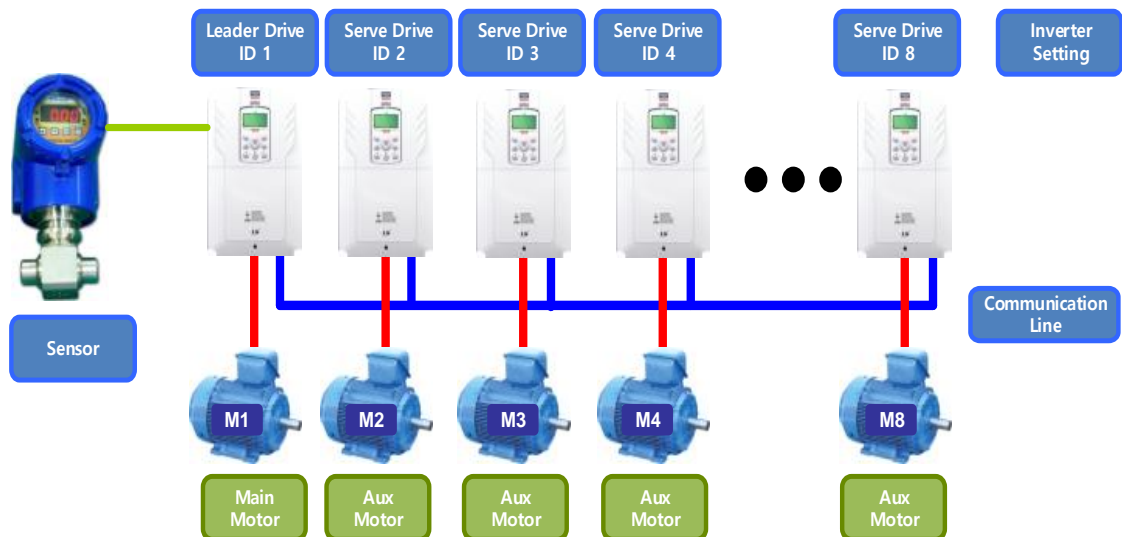 Leader Drive
ID 1
Serve Drive
ID 2
Serve Drive
ID 3
Serve Drive
ID 4
Serve Drive
ID 8
Inverter
Setting
Sensor
Communication
Line
M1
M2
M3
M4
M8
Main
Motor
Aux
Motor
Aux
Motor
Aux
Motor
Aux
Motor